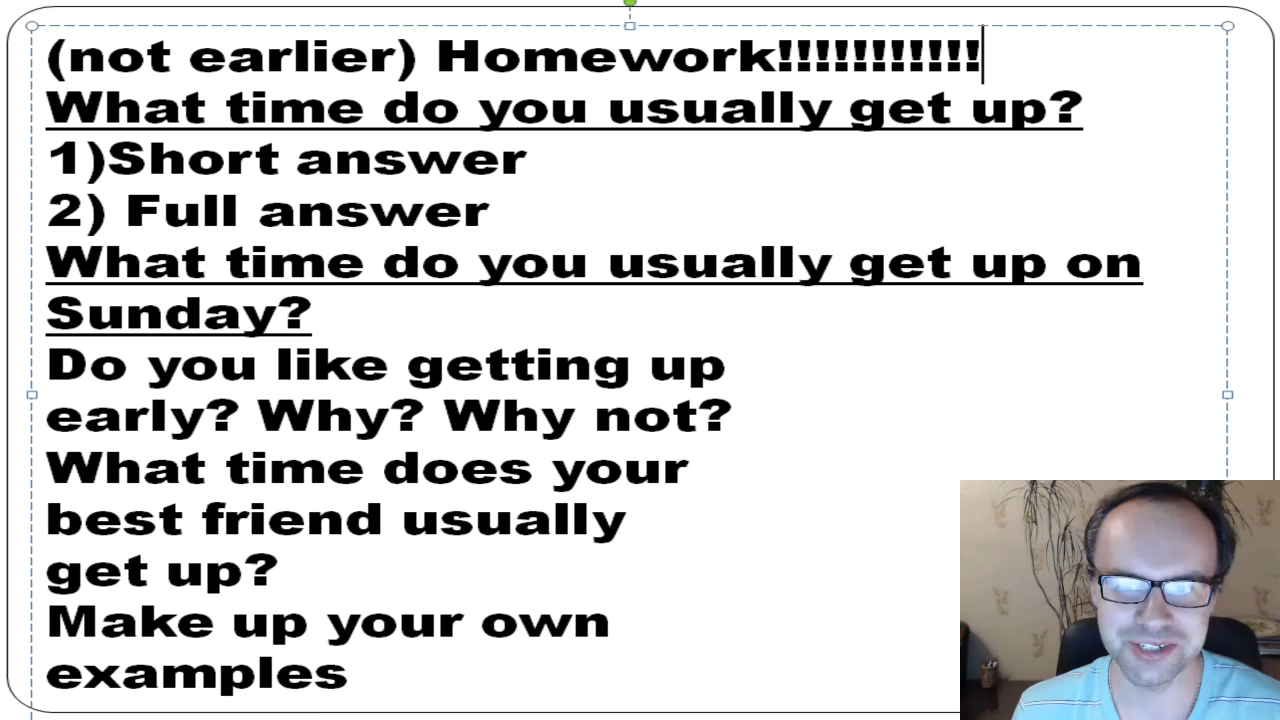 (not earlier) Homework!!!!!!!!!!!
What time do you usually get up?
1)Short answer
2) Full answer
What time do you usually get up on
Sunday?
Do you like getting up
early? Why? Why not?
What time does your
best friend usually
get up?
Make up your own
examples